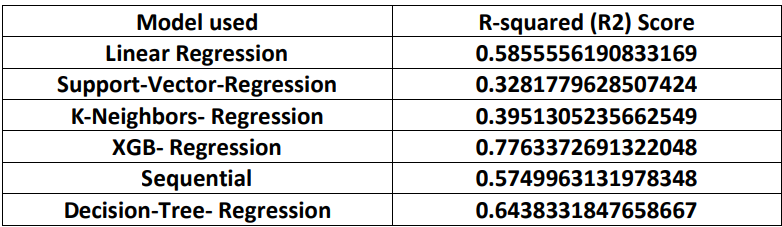 Model used R-squared (R2) Score
Linear Regression 0.5855556190833169
Support-Vector-Regression 0.3281779628507424
K-Neighbors- Regression 0.3951305235662549
XGB- Regression 0.7763372691322048
Sequential 0.5749963131978348
Decision-Tree- Regression 0.6438331847658667